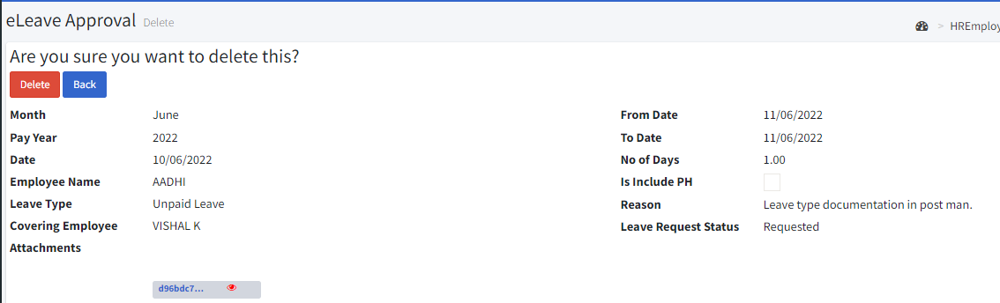 eLeave Approval Delete
> HREmploy
Are you sure you want to delete this?
Delete Back
Month June From Date 11/06/2022
Pay Year 2022 To Date 11/06/2022
Date 10/06/2022 No of Days 1.00
Employee Name AADHI Is Include PH
Leave Type Unpaid Leave Reason Leave type documentation in post man.
Covering Employee VISHAL K Leave Request Status Requested
Attachments
d96bdc7...